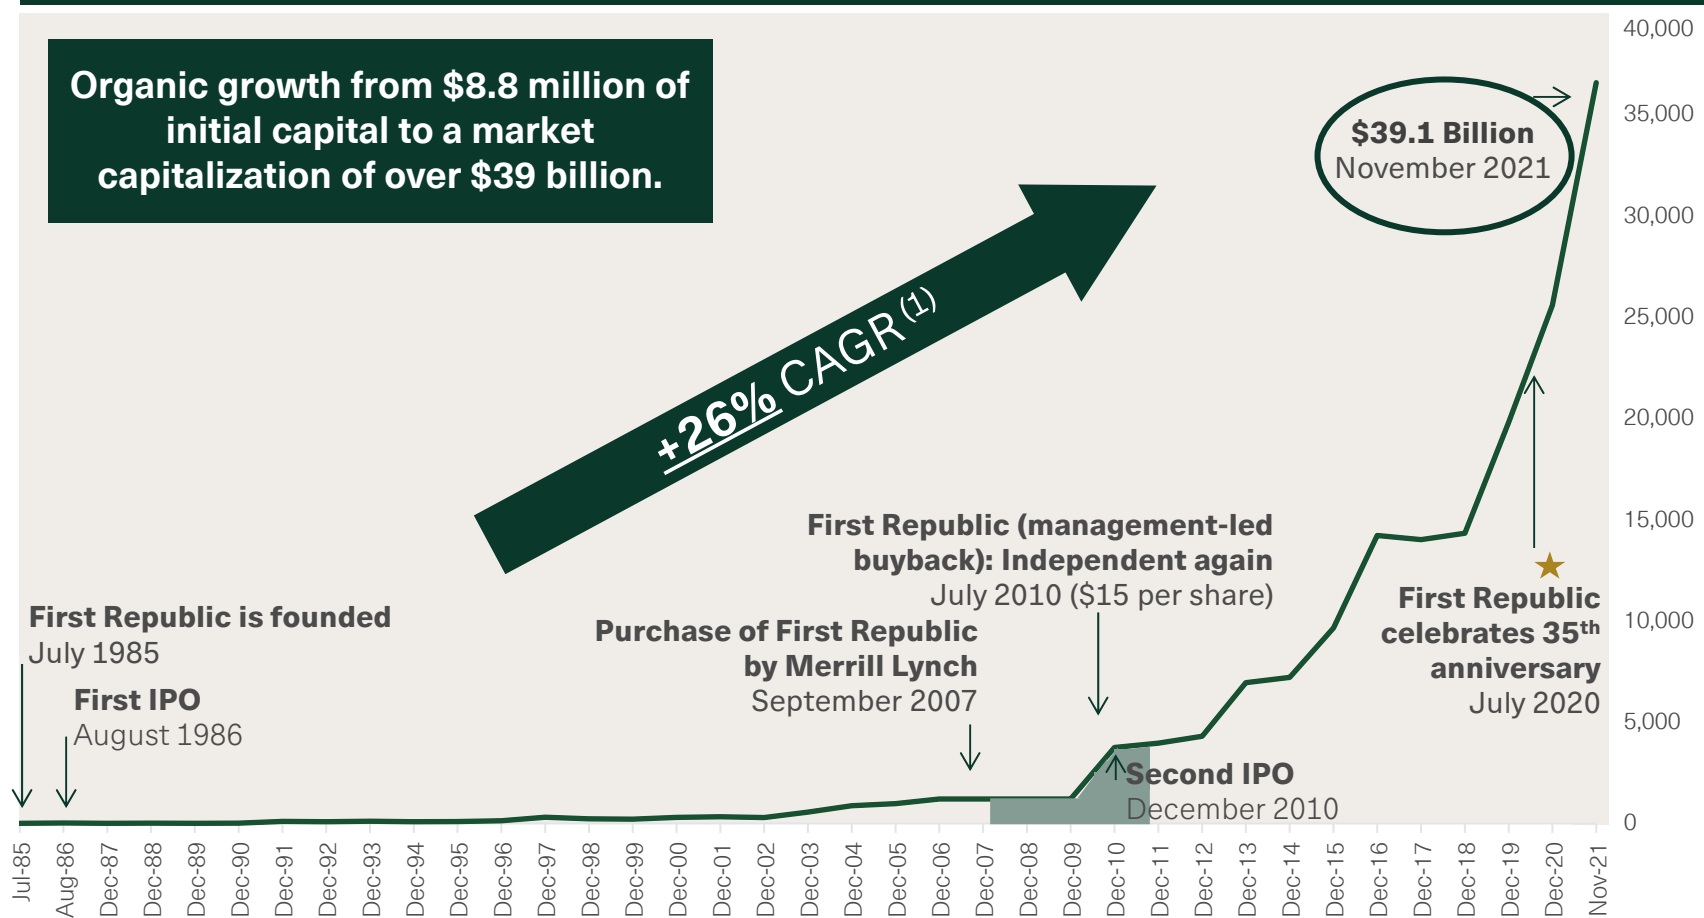 Organic growth from $8.8 million of
initial capital to a market
capitalization of over $39 billion.
$39.1 Billion
November 2021
+26% CAGR(1)
First Republic (management-led
buyback): Independent again
July 2010 ($15 per share)
First Republic is founded
July 1985
First IPO
August 1986
Purchase of First Republic
by Merrill Lynch
September 2007
Second IPO
December 2010
First Republic
celebrates 35th
anniversary
July 2020
40,000
35,000
30,000
25,000
20,000
15,000
10,000
5,000
0
Jul-85
Aug-86
Dec-87
Dec-88
Dec-89
Dec-90
Dec-91
Dec-92
Dec-93
Dec-94
Dec-95
Dec-96
Dec-97
Dec-98
Dec-99
Dec-00
Dec-01
Dec-02
Dec-03
Dec-04
Dec-05
Dec-06
Dec-07
Dec-08
Dec-09
Dec-10
Dec-11
Dec-12
Dec-13
Dec-14
Dec-15
Dec-16
Dec-17
Dec-18
Dec-19
Dec-20
Nov-21